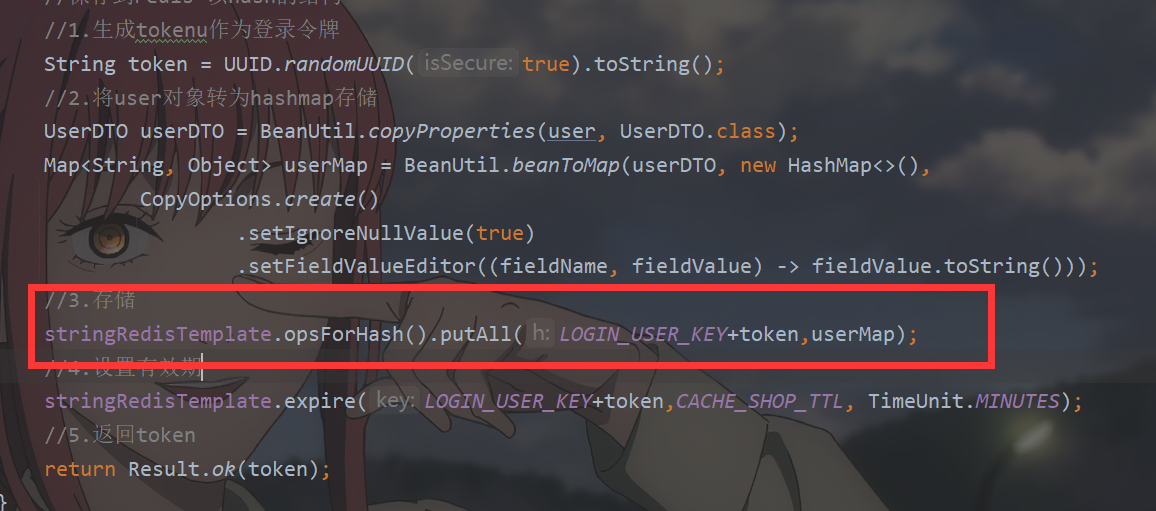 //保存到redis 以hash的结构
//1.生成tokenu作为登录令牌
String token = UUID.randomUUID( isSecure: true).toString();
//2.将user对象转为hashmap存储
UserDTO userDTO = BeanUtil.copyProperties(user, UserDTO.class);
Map<String, Object> userMap = BeanUtil.beanToMap(userDTO, new HashMap<>(),
CopyOptions.create()
.setIgnoreNullValue(true)
.setFieldValueEditor((fieldName, fieldValue) -> fieldValue.toString()));
//3.存储
stringRedisTemplate.opsForHash().putAll( h: LOGIN_USER_KEY+token,userMap);
//4.设置有效期
stringRedisTemplate.expire( key: LOGIN_USER_KEY+token,CACHE_SHOP_TTL, TimeUnit.MINUTES);
//5.返回token
return Result.ok(token);
}